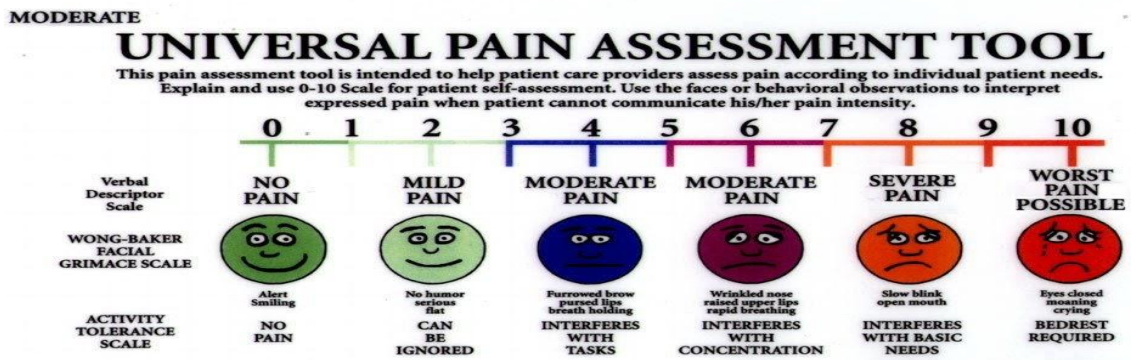 MODERATE
UNIVERSAL PAIN ASSESSMENT TOOL
This pain assessment tool is intended to help patient care providers assess pain according to individual patient needs.
Explain and use 0-10 Scale for patient self-assessment. Use the faces or behavioral observations to interpret
expressed pain when patient cannot communicate his/her pain intensity.
0 1 2 3 4 5 6 7 8 9 10
Verbal
Descriptor
Scale
NO
PAIN
MILD
PAIN
MODERATE
PAIN
MODERATE
PAIN
SEVERE
PAIN
WORST
PAIN
POSSIBLE
WONG-BAKER
FACIAL
GRIMACE SCALE
Alert
Smiling
No humor
serious
flat
Furrowed brow
pursed lips
breath holding
Wrinkled nose
raised upper lips
rapid breathing
Slow blink
open mouth
Eyes closed
moaning
crying
ACTIVITY
TOLERANCE
SCALE
NO
PAIN
CAN
BE
IGNORED
INTERFERES
WITH
TASKS
INTERFERES
WITH
CONCENTRATION
INTERFERES
WITH BASIC
NEEDS
BEDREST
REQUIRED